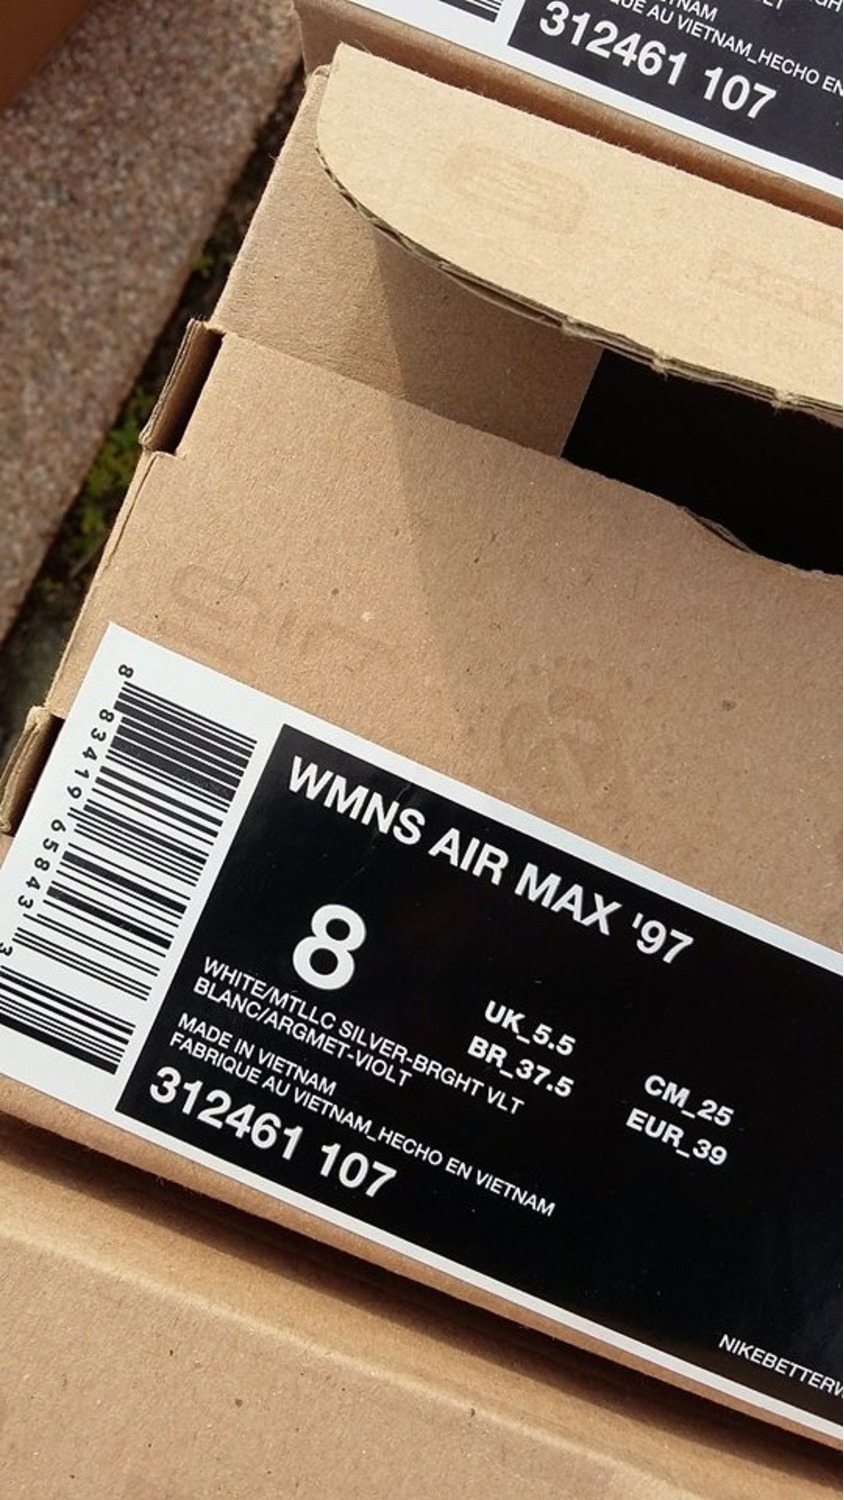 312461 107
8 83419 65843 3
WMNS AIR MAX '97
8
WHITE/MTLLC SILVER-BRGHT VLT
BLANC/ARGMET-VIOLT
UK_5.5
BR_37.5
CM_25
EUR_39
MADE IN VIETNAM
FABRIQUE AU VIETNAM_HECHO EN VIETNAM
312461 107